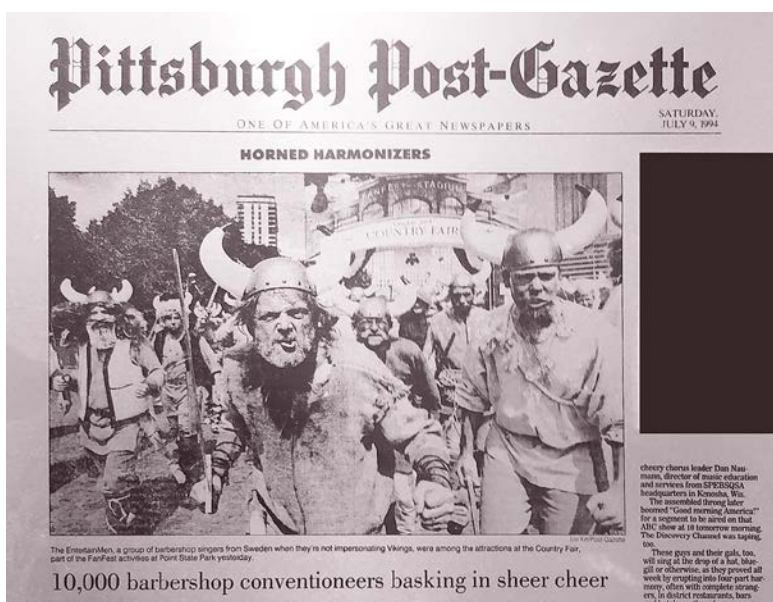 Pittsburgh Post-Gazette
ONE OF AMERICA'S GREAT NEWSPAPERS
SATURDAY,
JULY 9, 1994
HORNED HARMONIZERS
COUNTRY FAIR
The EntertainMen, a group of barbershop singers from Sweden when they're not impersonating Vikings, were among the attractions at the Country Fair,
part of the FanFest activities at Point State Park yesterday.
10,000 barbershop conventioneers basking in sheer cheer
cheery chorus leader Dan Nau-
mann, director of music education
and services from SPEBSQSA
headquarters in Kenosha, Wis.
The assembled throng later
boomed "Good morning America!"
for a segment to be aired on that
ABC show at 10 tomorrow morning.
The Discovery Channel was taping,
too.
These guys and their gals, too,
will sing at the drop of a hat, blue-
gill or otherwise, as they proved all
week by erupting into four-part har-
mony, often with complete strang-
ers, in district restaurants, bars